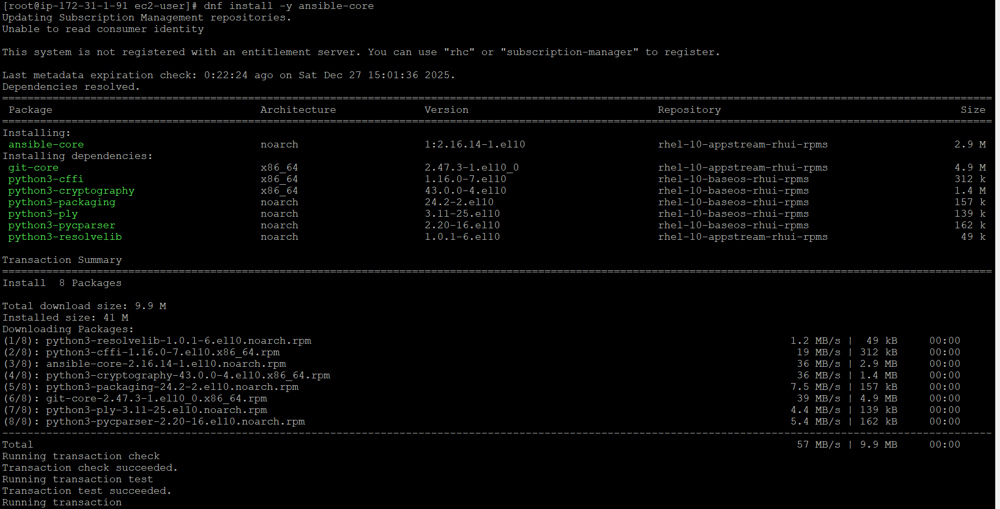 [root@ip-172-31-1-91 ec2-user]# dnf install -y ansible-core
Updating Subscription Management repositories.
Unable to read consumer identity

This system is not registered with an entitlement server. You can use "rhc" or "subscription-manager" to register.

Last metadata expiration check: 0:22:24 ago on Sat Dec 27 15:01:36 2025.
Dependencies resolved.
Package Architecture Version Repository Size
Installing:
ansible-core noarch 1:2.16.14-1.el10 rhel-10-appstream-rhui-rpms 2.9 M
Installing dependencies:
git-core x86_64 2.47.3-1.el10_0 rhel-10-appstream-rhui-rpms 4.9 M
python3-cffi x86_64 1.16.0-7.el10 rhel-10-baseos-rhui-rpms 312 k
python3-cryptography x86_64 43.0.0-4.el10 rhel-10-baseos-rhui-rpms 1.4 M
python3-packaging noarch 24.2-2.el10 rhel-10-baseos-rhui-rpms 157 k
python3-ply noarch 3.11-25.el10 rhel-10-baseos-rhui-rpms 139 k
python3-pycparser noarch 2.20-16.el10 rhel-10-baseos-rhui-rpms 162 k
python3-resolvelib noarch 1.0.1-6.el10 rhel-10-appstream-rhui-rpms 49 k

Transaction Summary
Install 8 Packages

Total download size: 9.9 M
Installed size: 41 M
Downloading Packages:
(1/8): python3-resolvelib-1.0.1-6.el10.noarch.rpm 1.2 MB/s | 49 kB 00:00
(2/8): python3-cffi-1.16.0-7.el10.x86_64.rpm 19 MB/s | 312 kB 00:00
(3/8): ansible-core-2.16.14-1.el10.noarch.rpm 36 MB/s | 2.9 MB 00:00
(4/8): python3-cryptography-43.0.0-4.el10.x86_64.rpm 36 MB/s | 1.4 MB 00:00
(5/8): python3-packaging-24.2-2.el10.noarch.rpm 7.5 MB/s | 157 kB 00:00
(6/8): git-core-2.47.3-1.el10_0.x86_64.rpm 39 MB/s | 4.9 MB 00:00
(7/8): python3-ply-3.11-25.el10.noarch.rpm 4.4 MB/s | 139 kB 00:00
(8/8): python3-pycparser-2.20-16.el10.noarch.rpm 5.4 MB/s | 162 kB 00:00
Total 57 MB/s | 9.9 MB 00:00
Running transaction check
Transaction check succeeded.
Running transaction test
Transaction test succeeded.
Running transaction